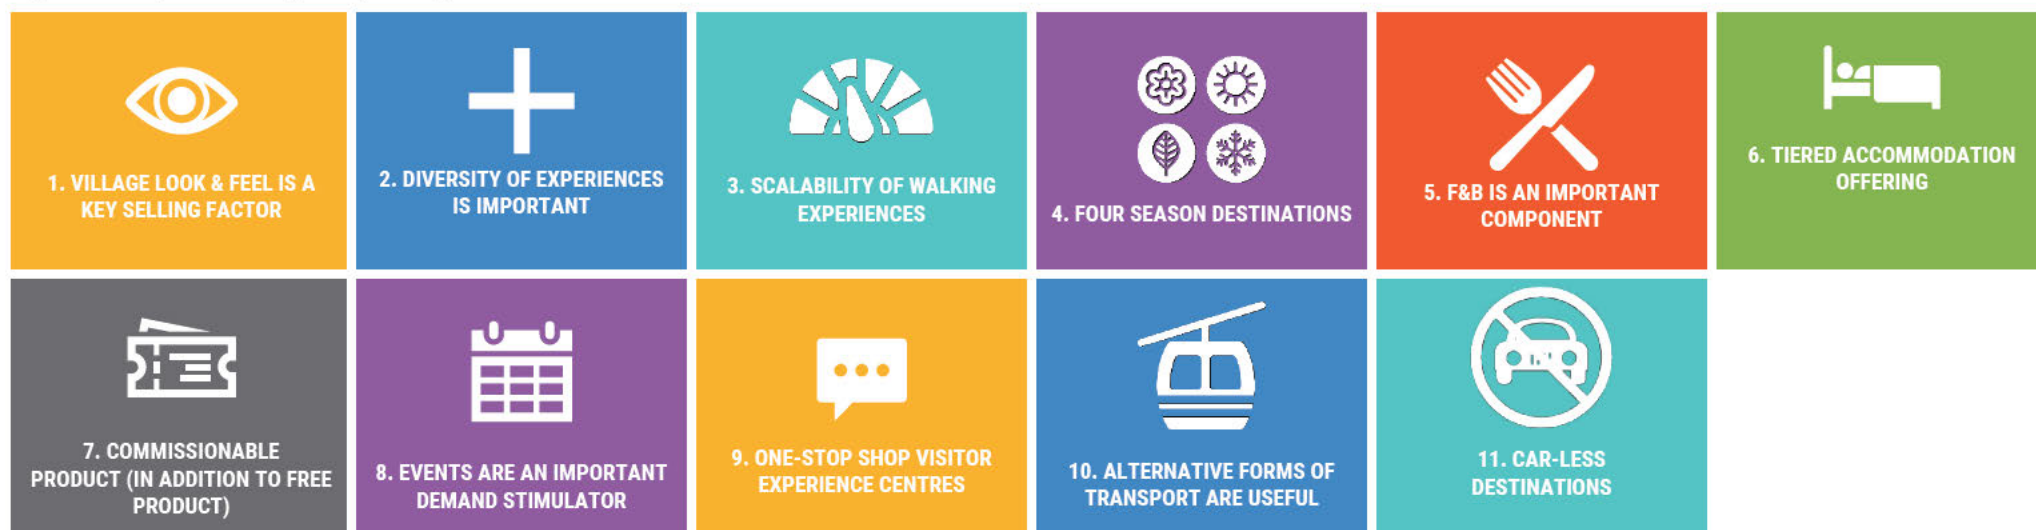 1. VILLAGE LOOK & FEEL IS A
KEY SELLING FACTOR
2. DIVERSITY OF EXPERIENCES
IS IMPORTANT
3. SCALABILITY OF WALKING
EXPERIENCES
4. FOUR SEASON DESTINATIONS
5. F&B IS AN IMPORTANT
COMPONENT
6. TIERED ACCOMMODATION
OFFERING
7. COMMISSIONABLE
PRODUCT (IN ADDITION TO FREE
PRODUCT)
8. EVENTS ARE AN IMPORTANT
DEMAND STIMULATOR
9. ONE-STOP SHOP VISITOR
EXPERIENCE CENTRES
10. ALTERNATIVE FORMS OF
TRANSPORT ARE USEFUL
11. CAR-LESS
DESTINATIONS